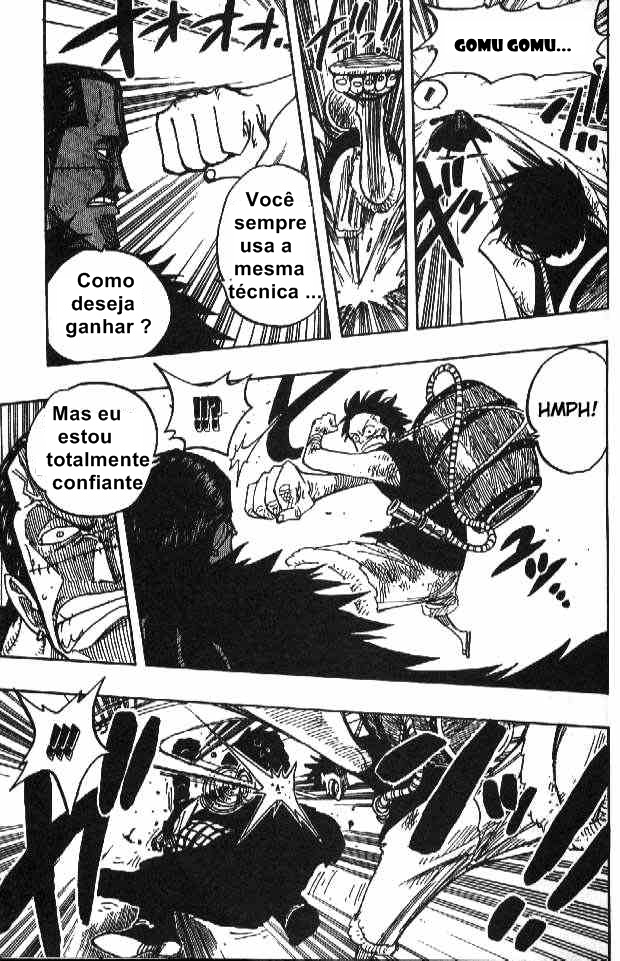 GOMU GOMU...
!
Você
sempre
usa a
mesma
técnica ...
Como
deseja
ganhar ?
HMPH!
!!?
Mas eu
estou
totalmente
confiante
!!!